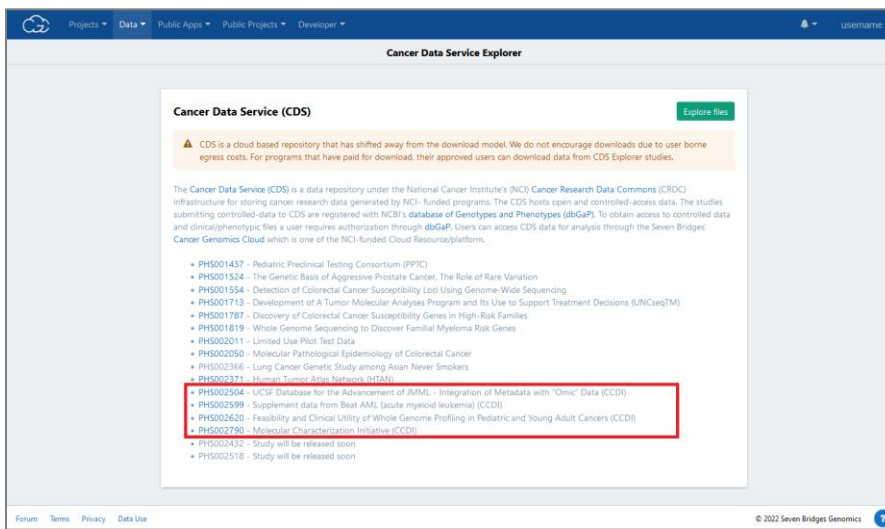 Projects Data Public Apps Public Projects Developer username
Cancer Data Service Explorer
Cancer Data Service (CDS) Explore files
CDS is a cloud based repository that has shifted away from the download model. We do not encourage downloads due to user borne
egress costs. For programs that have paid for download, their approved users can download data from CDS Explorer studies.
The Cancer Data Service (CDS) is a data repository under the National Cancer Institute's (NCI) Cancer Research Data Commons (CRDC)
infrastructure for storing cancer research data generated by NCI- funded programs. The CDS hosts open and controlled-access data. The studies
submitting controlled-data to CDS are registered with NCBI's database of Genotypes and Phenotypes (dbGaP). To obtain access to controlled data
and clinical/phenotypic files a user requires authorization through dbGaP. Users can access CDS data for analysis through the Seven Bridges'
Cancer Genomics Cloud which is one of the NCI-funded Cloud Resource/platform.
• PHS001437 - Pediatric Preclinical Testing Consortium (PPTC)
• PHS001524 - The Genetic Basis of Aggressive Prostate Cancer, The Role of Rare Variation
• PHS001554 - Detection of Colorectal Cancer Susceptibility Loci Using Genome-Wide Sequencing
• PHS001713 - Development of A Tumor Molecular Analyses Program and Its Use to Support Treatment Decisions (UNCseqTM)
• PHS001787 - Discovery of Colorectal Cancer Susceptibility Genes in High-Risk Families
• PHS001819 - Whole Genome Sequencing to Discover Familial Myeloma Risk Genes
• PHS002011 - Limited Use Pilot Test Data
• PHS002050 - Molecular Pathological Epidemiology of Colorectal Cancer
• PHS002366 - Lung Cancer Genetic Study among Asian Never Smokers
• PHS002371 - Human Tumor Atlas Network (HTAN)
• PHS002504 - UCSF Database for the Advancement of JMML - Integration of Metadata with "Omic" Data (CCDI)
• PHS002599 - Supplement data from Beat AML (acute myeloid leukemia) (CCDI)
• PHS002620 - Feasibility and Clinical Utility of Whole Genome Profiling in Pediatric and Young Adult Cancers (CCDI)
• PHS002790 - Molecular Characterization Initiative (CCDI)
• PHS002432 - Study will be released soon
• PHS002518 - Study will be released soon
Forum Terms Privacy Data Use © 2022 Seven Bridges Genomics ?